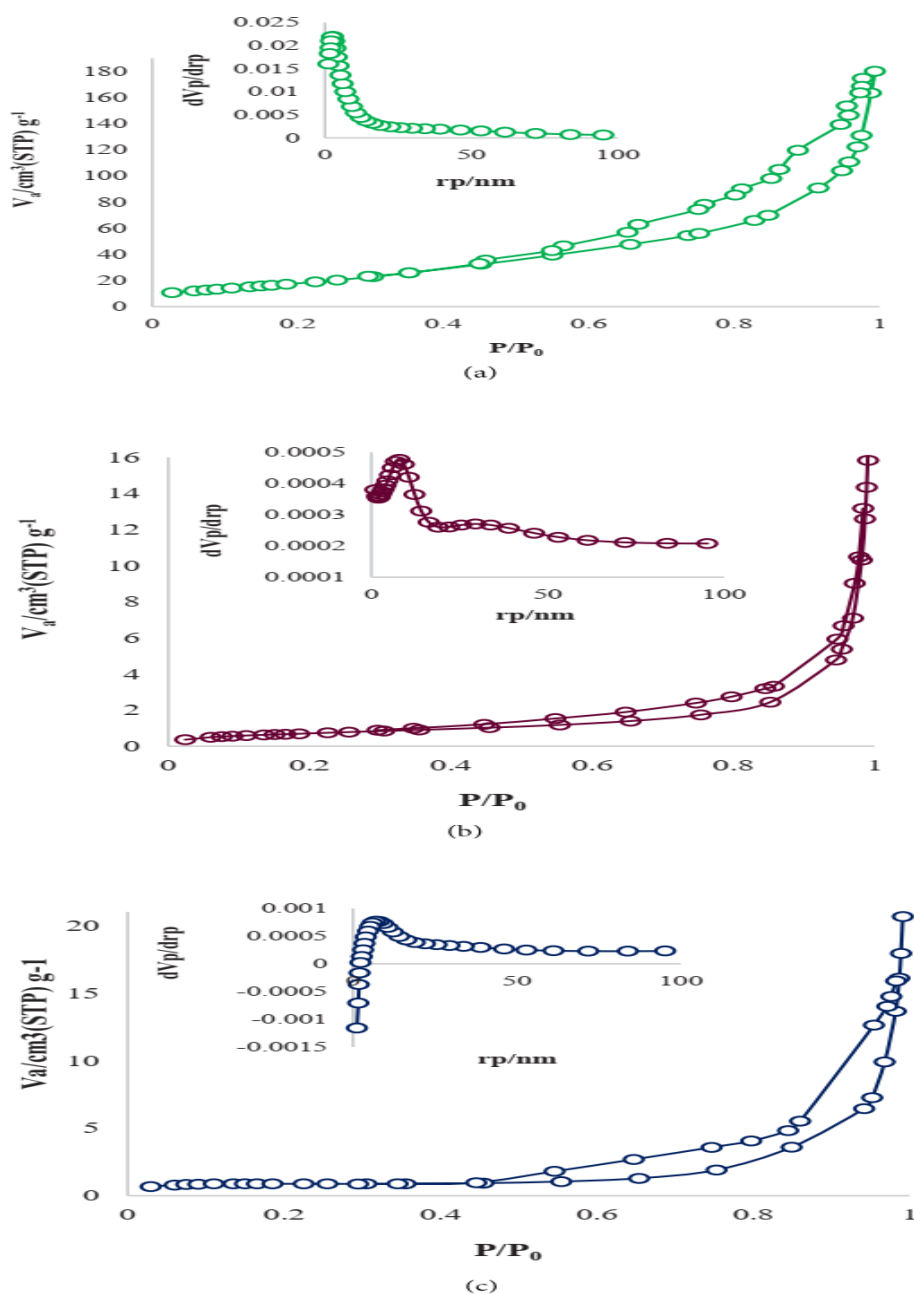 0.025
0.02
0.015
0.01
0.005
0
dVp/drp
0 50 100
rp/nm
180
160
140
120
100
80
60
40
20
0
Va/cm³(STP) g⁻¹
0 0.2 0.4 0.6 0.8 1
P/P₀
(a)
0.0005
0.0004
0.0003
0.0002
0.0001
dVp/drp
0 50 100
rp/nm
16
14
12
10
8
6
4
2
0
Va/cm³(STP) g⁻¹
0 0.2 0.4 0.6 0.8 1
P/P₀
(b)
0.001
0.0005
0
-0.0005
-0.001
-0.0015
dVp/drp
0 50 100
rp/nm
20
15
10
5
0
Va/cm3(STP) g-1
0 0.2 0.4 0.6 0.8 1
P/P₀
(c)